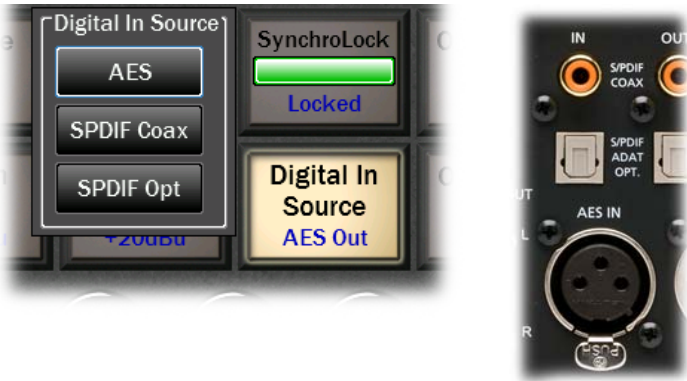 Digital In Source
AES
SPDIF Coax
SPDIF Opt
SynchroLock
Locked
+20dBu
Digital In
Source
AES Out
IN
OUT
S/PDIF
COAX
S/PDIF
ADAT
OPT.
UT
AES IN
L
R
PUSH